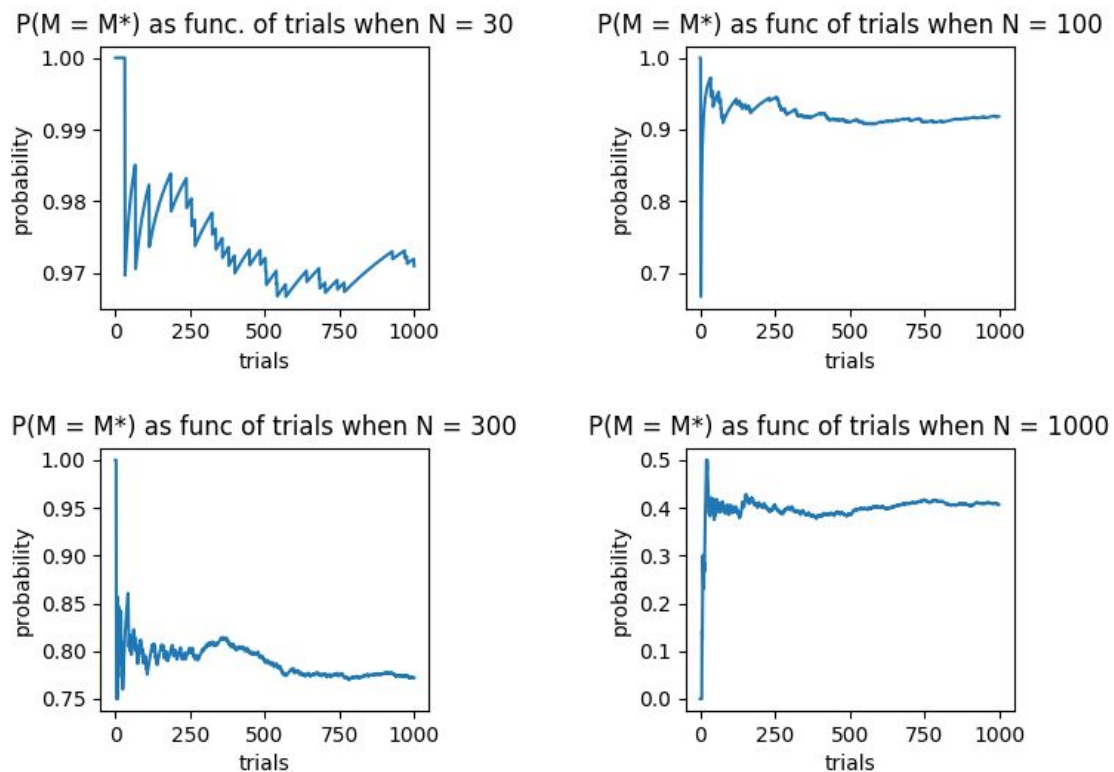 P(M = M*) as func. of trials when N = 30
1.00
0.99
0.98
0.97
probability
0 250 500 750 1000
trials
P(M = M*) as func of trials when N = 100
1.0
0.9
0.8
0.7
probability
0 250 500 750 1000
trials
P(M = M*) as func of trials when N = 300
1.00
0.95
0.90
0.85
0.80
0.75
probability
0 250 500 750 1000
trials
P(M = M*) as func of trials when N = 1000
0.5
0.4
0.3
0.2
0.1
0.0
probability
0 250 500 750 1000
trials